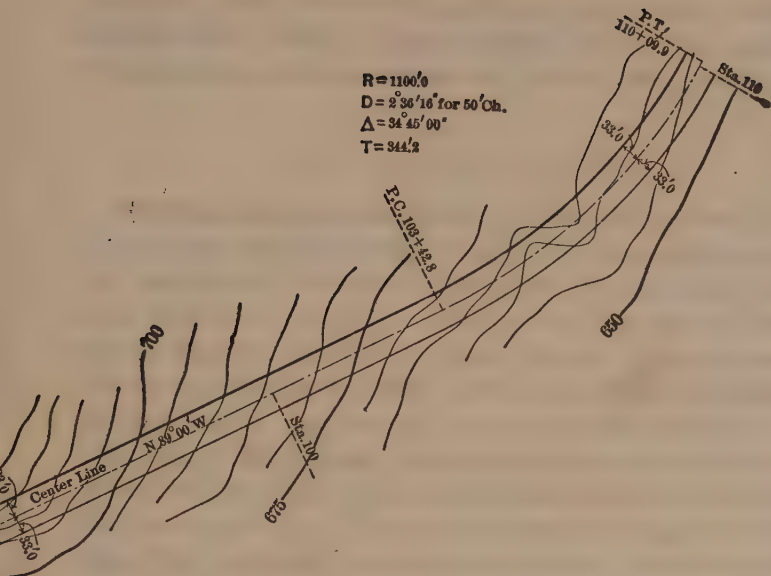 P.T.
110+09.9
Sta. 110
R=1100.'0
D=2°36'16" for 50' Ch.
Δ=34°45'00"
T=344.'2
33.'0
33.'0
P.C. 103+42.8
650
700
N 89°00' W
Sta. 100
Center Line
675
33.'0